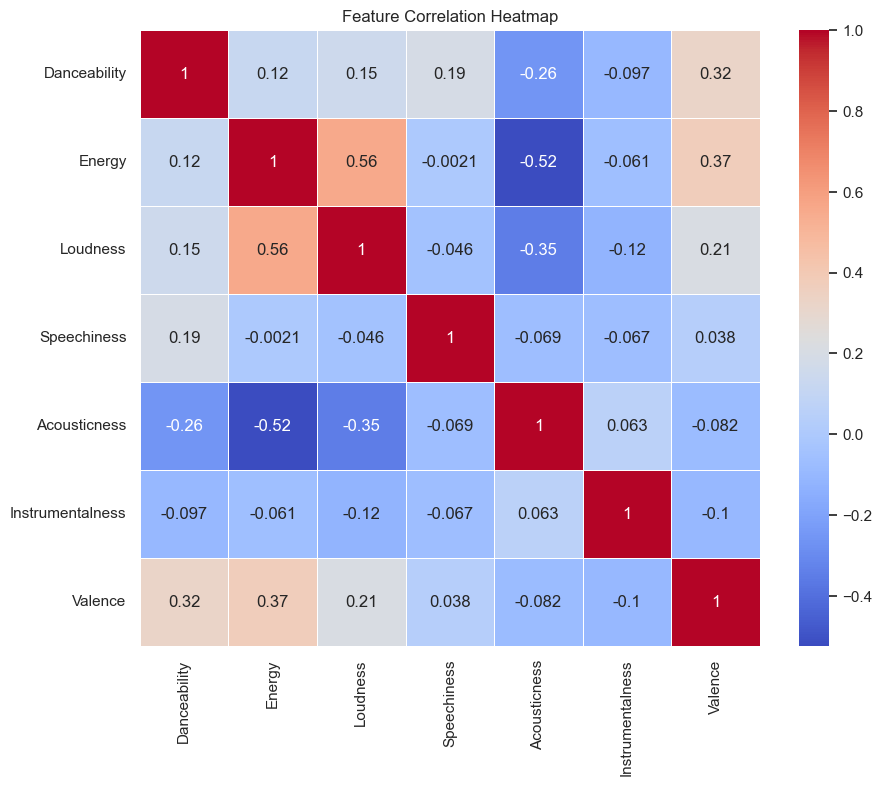 Feature Correlation Heatmap
Danceability 1 0.12 0.15 0.19 -0.26 -0.097 0.32
Energy 0.12 1 0.56 -0.0021 -0.52 -0.061 0.37
Loudness 0.15 0.56 1 -0.046 -0.35 -0.12 0.21
Speechiness 0.19 -0.0021 -0.046 1 -0.069 -0.067 0.038
Acousticness -0.26 -0.52 -0.35 -0.069 1 0.063 -0.082
Instrumentalness -0.097 -0.061 -0.12 -0.067 0.063 1 -0.1
Valence 0.32 0.37 0.21 0.038 -0.082 -0.1 1
Danceability
Energy
Loudness
Speechiness
Acousticness
Instrumentalness
Valence
1.0
0.8
0.6
0.4
0.2
0.0
−0.2
−0.4